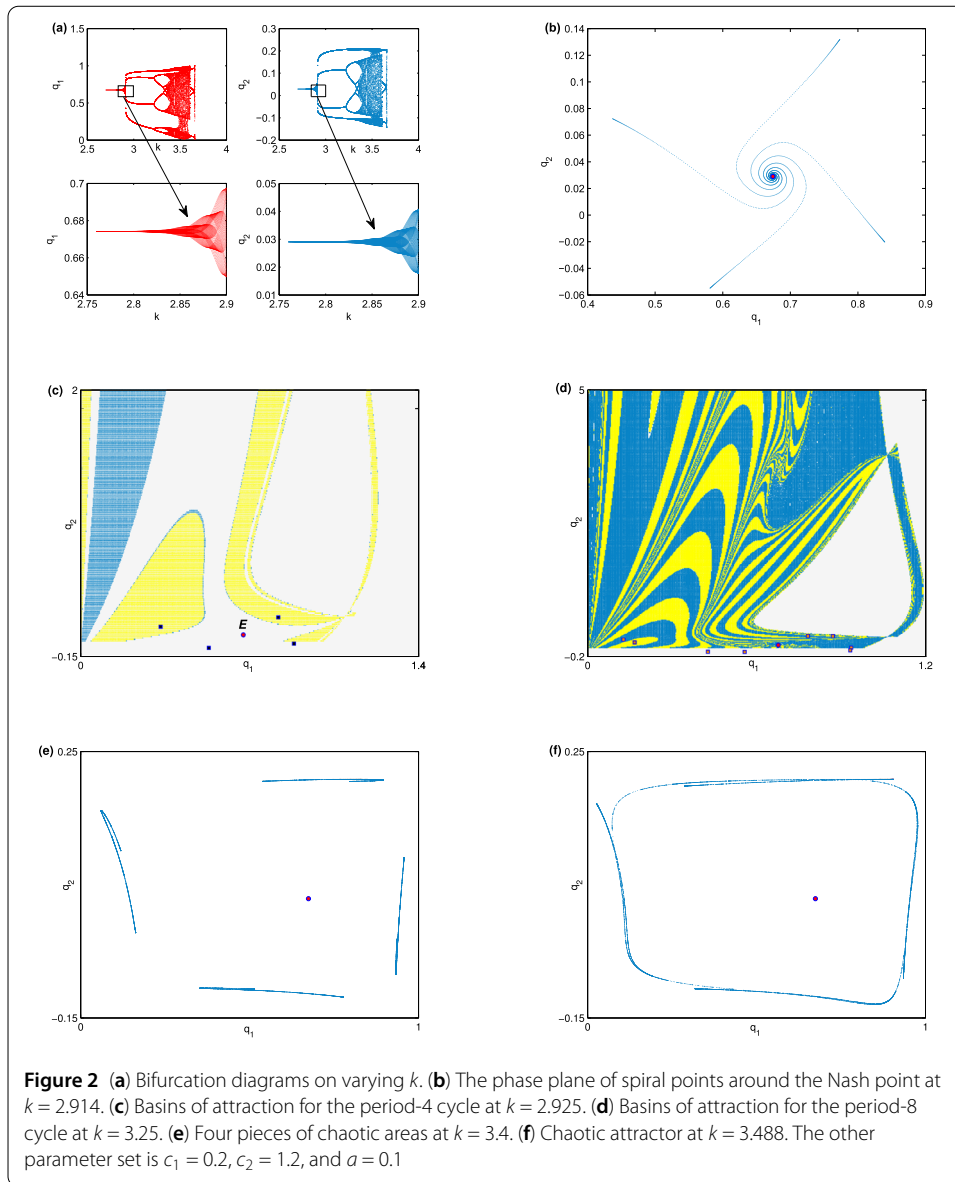 (a)
1.5
1
0.5
0
q1
2.5
3
3.5
4
k
0.3
0.2
0.1
0
−0.1
−0.2
q2
2.5
3
3.5
4
k
0.7
0.68
0.66
0.64
q1
2.75
2.8
2.85
2.9
k
0.05
0.04
0.03
0.02
0.01
q2
2.75
2.8
2.85
2.9
k
(b)
0.14
0.12
0.1
0.08
0.06
0.04
0.02
0
−0.02
−0.04
−0.06
q2
0.4
0.5
0.6
0.7
0.8
0.9
q1
(c)
2
q2
E
−0.15
0
q1
1.4
(d)
5
q2
−0.2
0
q1
1.2
(e)
0.25
q2
−0.15
0
q1
1
(f)
0.25
q2
−0.15
0
q1
1
Figure 2 (a) Bifurcation diagrams on varying k. (b) The phase plane of spiral points around the Nash point at
k = 2.914. (c) Basins of attraction for the period-4 cycle at k = 2.925. (d) Basins of attraction for the period-8
cycle at k = 3.25. (e) Four pieces of chaotic areas at k = 3.4. (f) Chaotic attractor at k = 3.488. The other
parameter set is c1 = 0.2, c2 = 1.2, and a = 0.1